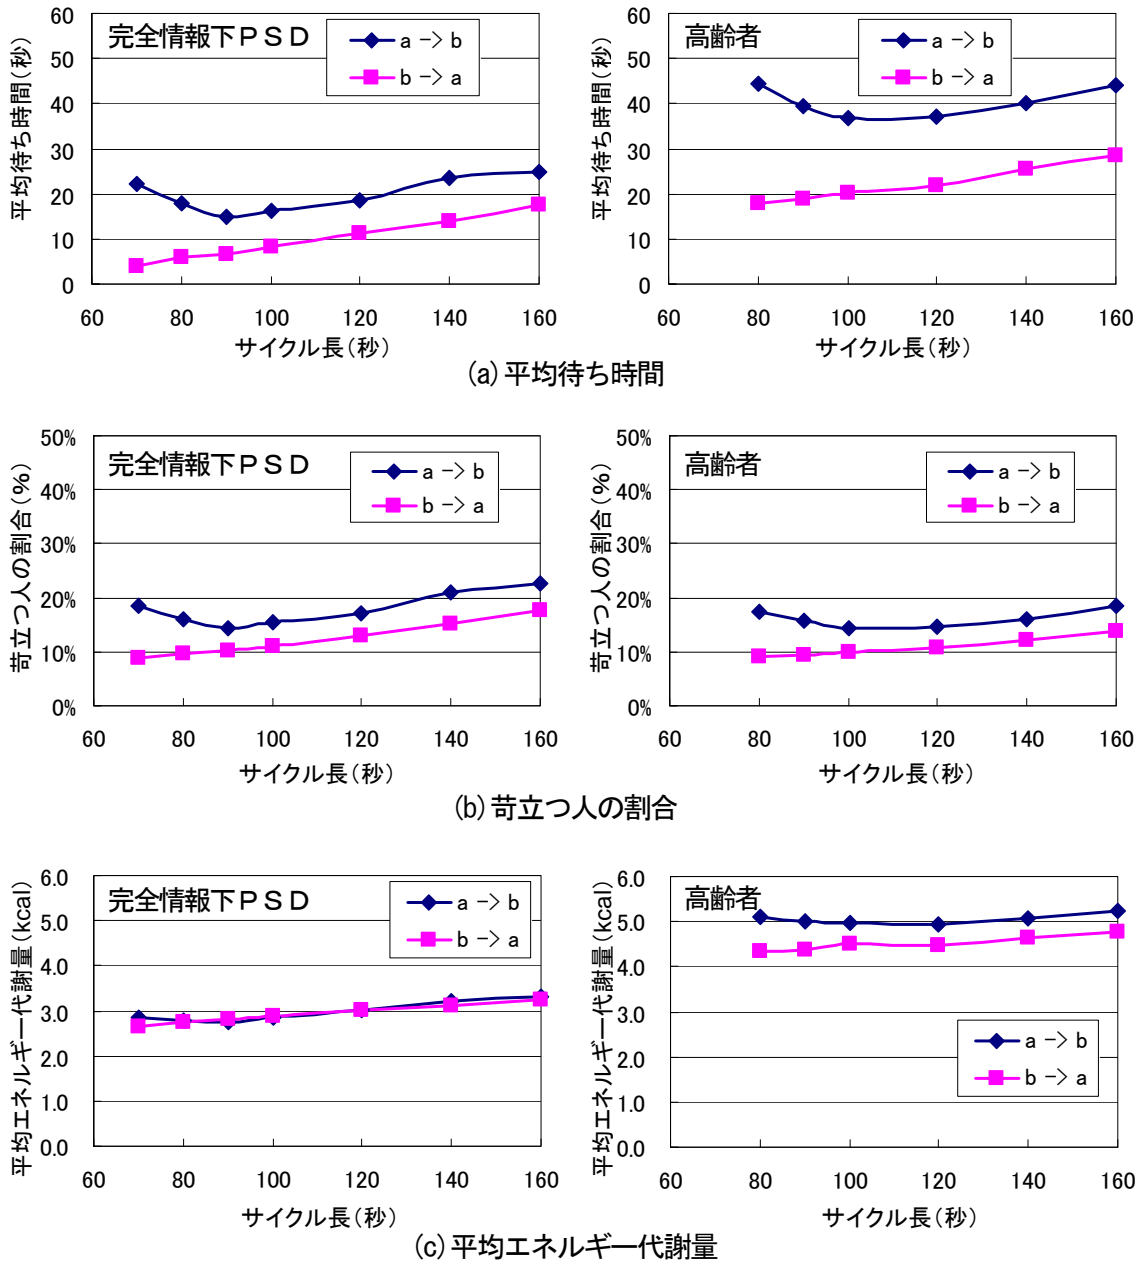 完全情報下ＰＳＤ
a -> b
b -> a
平均待ち時間(秒)
60
50
40
30
20
10
0
60 80 100 120 140 160
サイクル長(秒)
高齢者
a -> b
b -> a
平均待ち時間(秒)
60
50
40
30
20
10
0
60 80 100 120 140 160
サイクル長(秒)
(a)平均待ち時間
完全情報下ＰＳＤ
a -> b
b -> a
苛立つ人の割合(%)
50%
40%
30%
20%
10%
0%
60 80 100 120 140 160
サイクル長(秒)
高齢者
a -> b
b -> a
苛立つ人の割合(%)
50%
40%
30%
20%
10%
0%
60 80 100 120 140 160
サイクル長(秒)
(b)苛立つ人の割合
完全情報下ＰＳＤ
a -> b
b -> a
平均エネルギー代謝量(kcal)
6.0
5.0
4.0
3.0
2.0
1.0
0.0
60 80 100 120 140 160
サイクル長(秒)
高齢者
a -> b
b -> a
平均エネルギー代謝量(kcal)
6.0
5.0
4.0
3.0
2.0
1.0
0.0
60 80 100 120 140 160
サイクル長(秒)
(c)平均エネルギー代謝量